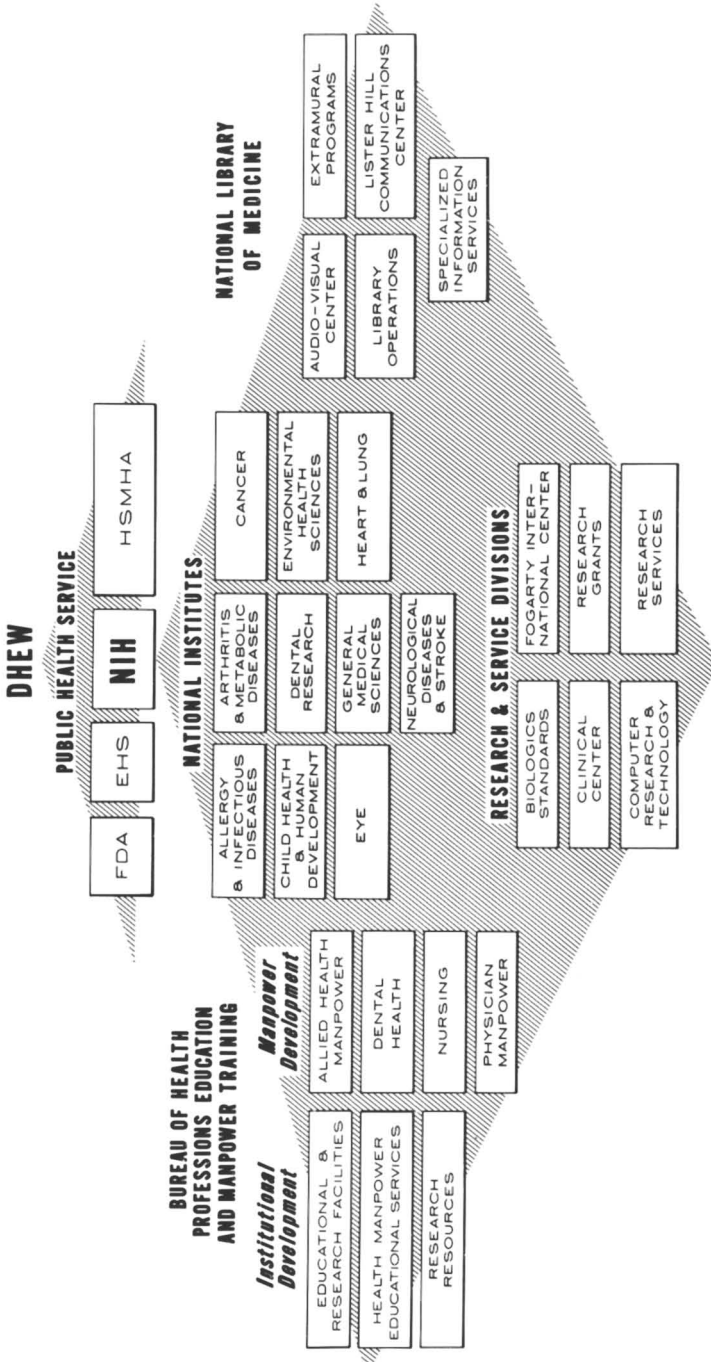 DHEW
PUBLIC HEALTH SERVICE
FDA
EHS
NIH
HSMHA
BUREAU OF HEALTH
PROFESSIONS EDUCATION
AND MANPOWER TRAINING
Institutional
Development
EDUCATIONAL &
RESEARCH FACILITIES
HEALTH MANPOWER
EDUCATIONAL SERVICES
RESEARCH
RESOURCES
Manpower
Development
ALLIED HEALTH
MANPOWER
DENTAL
HEALTH
NURSING
PHYSICIAN
MANPOWER
NATIONAL INSTITUTES
ALLERGY
& INFECTIOUS
DISEASES
ARTHRITIS
& METABOLIC
DISEASES
CANCER
CHILD HEALTH
& HUMAN
DEVELOPMENT
DENTAL
RESEARCH
ENVIRONMENTAL
HEALTH
SCIENCES
EYE
GENERAL
MEDICAL
SCIENCES
HEART & LUNG
NEUROLOGICAL
DISEASES
& STROKE
NATIONAL LIBRARY
OF MEDICINE
AUDIO-VISUAL
CENTER
EXTRAMURAL
PROGRAMS
LIBRARY
OPERATIONS
LISTER HILL
COMMUNICATIONS
CENTER
SPECIALIZED
INFORMATION
SERVICES
RESEARCH & SERVICE DIVISIONS
BIOLOGICS
STANDARDS
FOGARTY INTER-
NATIONAL CENTER
CLINICAL
CENTER
RESEARCH
GRANTS
COMPUTER
RESEARCH &
TECHNOLOGY
RESEARCH
SERVICES